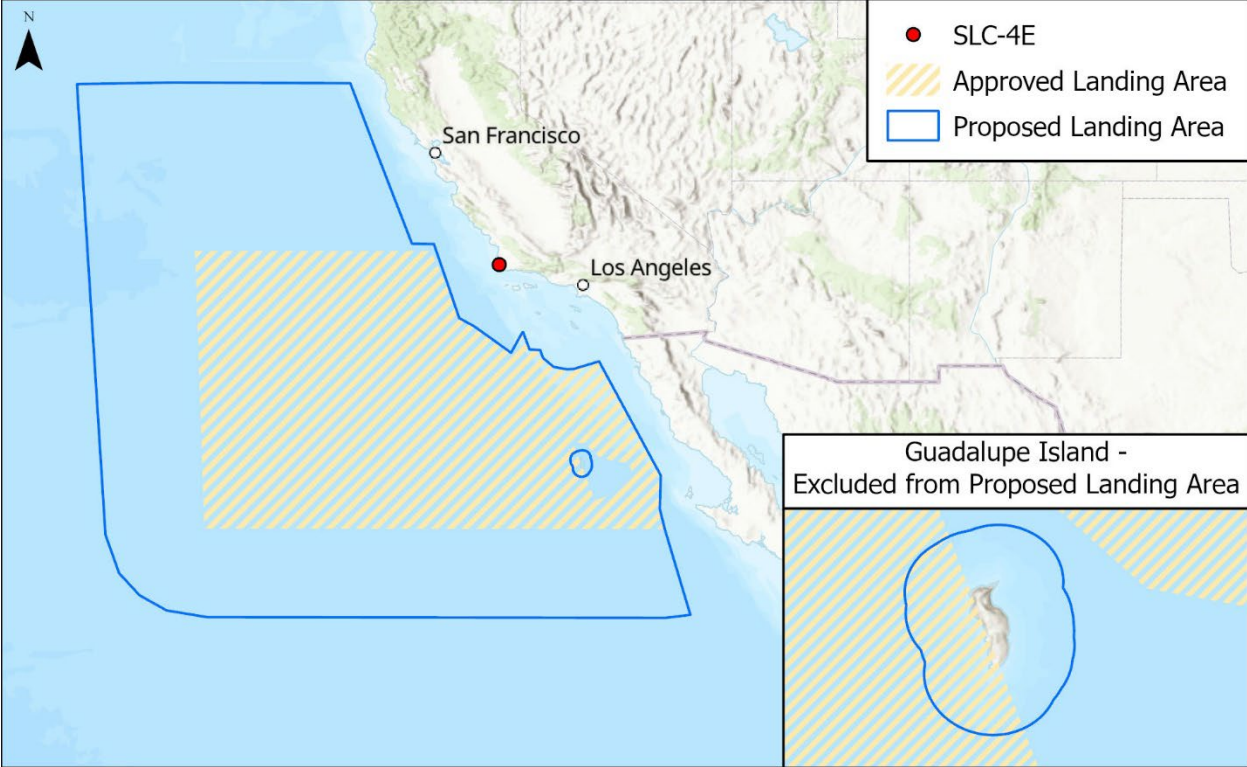 N
SLC-4E
Approved Landing Area
Proposed Landing Area
San Francisco
Los Angeles
Guadalupe Island -
Excluded from Proposed Landing Area